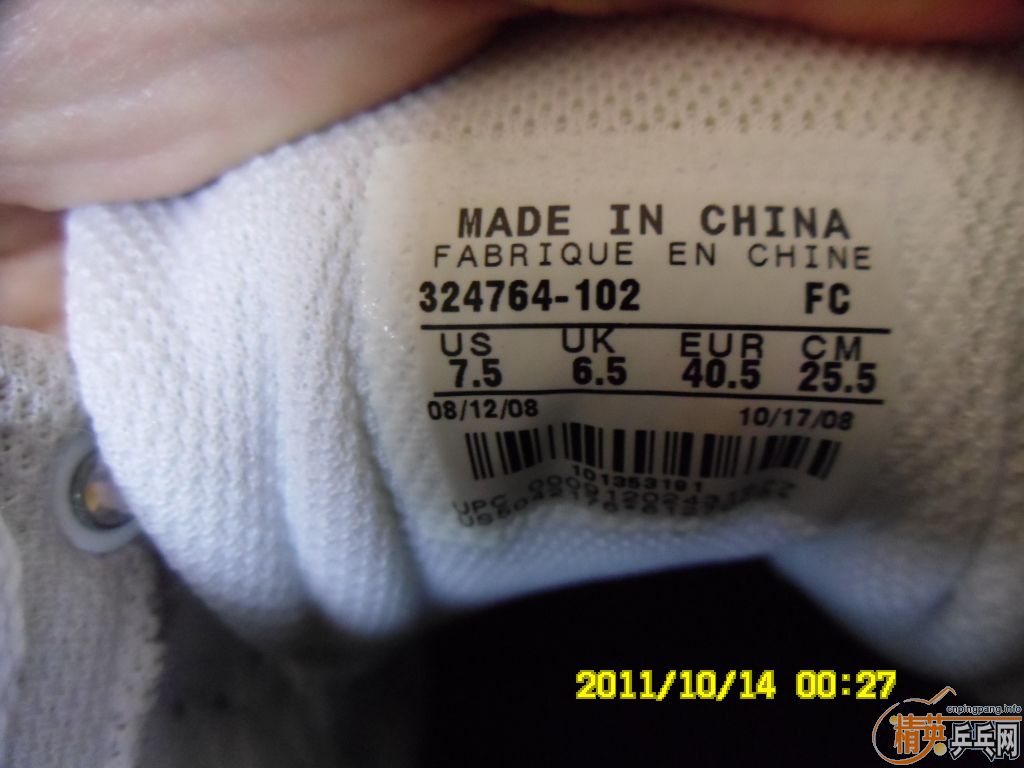 MADE IN CHINA
FABRIQUE EN CHINE
324764-102 FC
US UK EUR CM
7.5 6.5 40.5 25.5
08/12/08 10/17/08
101353191
UPC
2011/10/14 00:27
cnpingpang.info
精英乒乓网